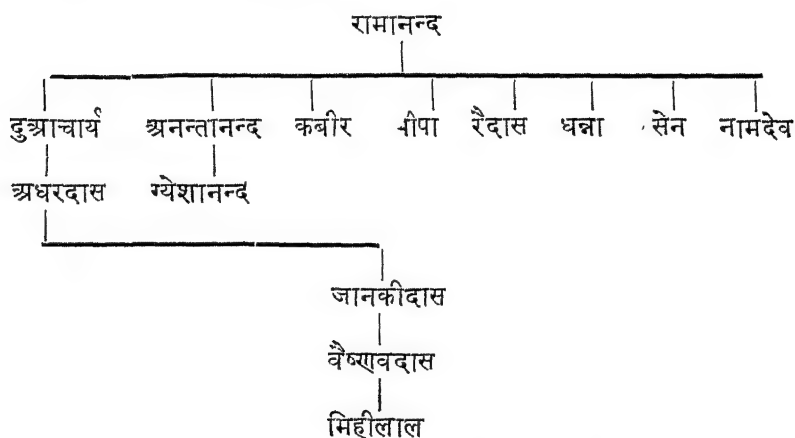 रामानन्द
दुआचार्य अनन्तानन्द कबीर पीपा रैदास धन्ना सेन नामदेव
अधरदास ग्येशानन्द
जानकीदास
वैष्णवदास
मिहीलाल